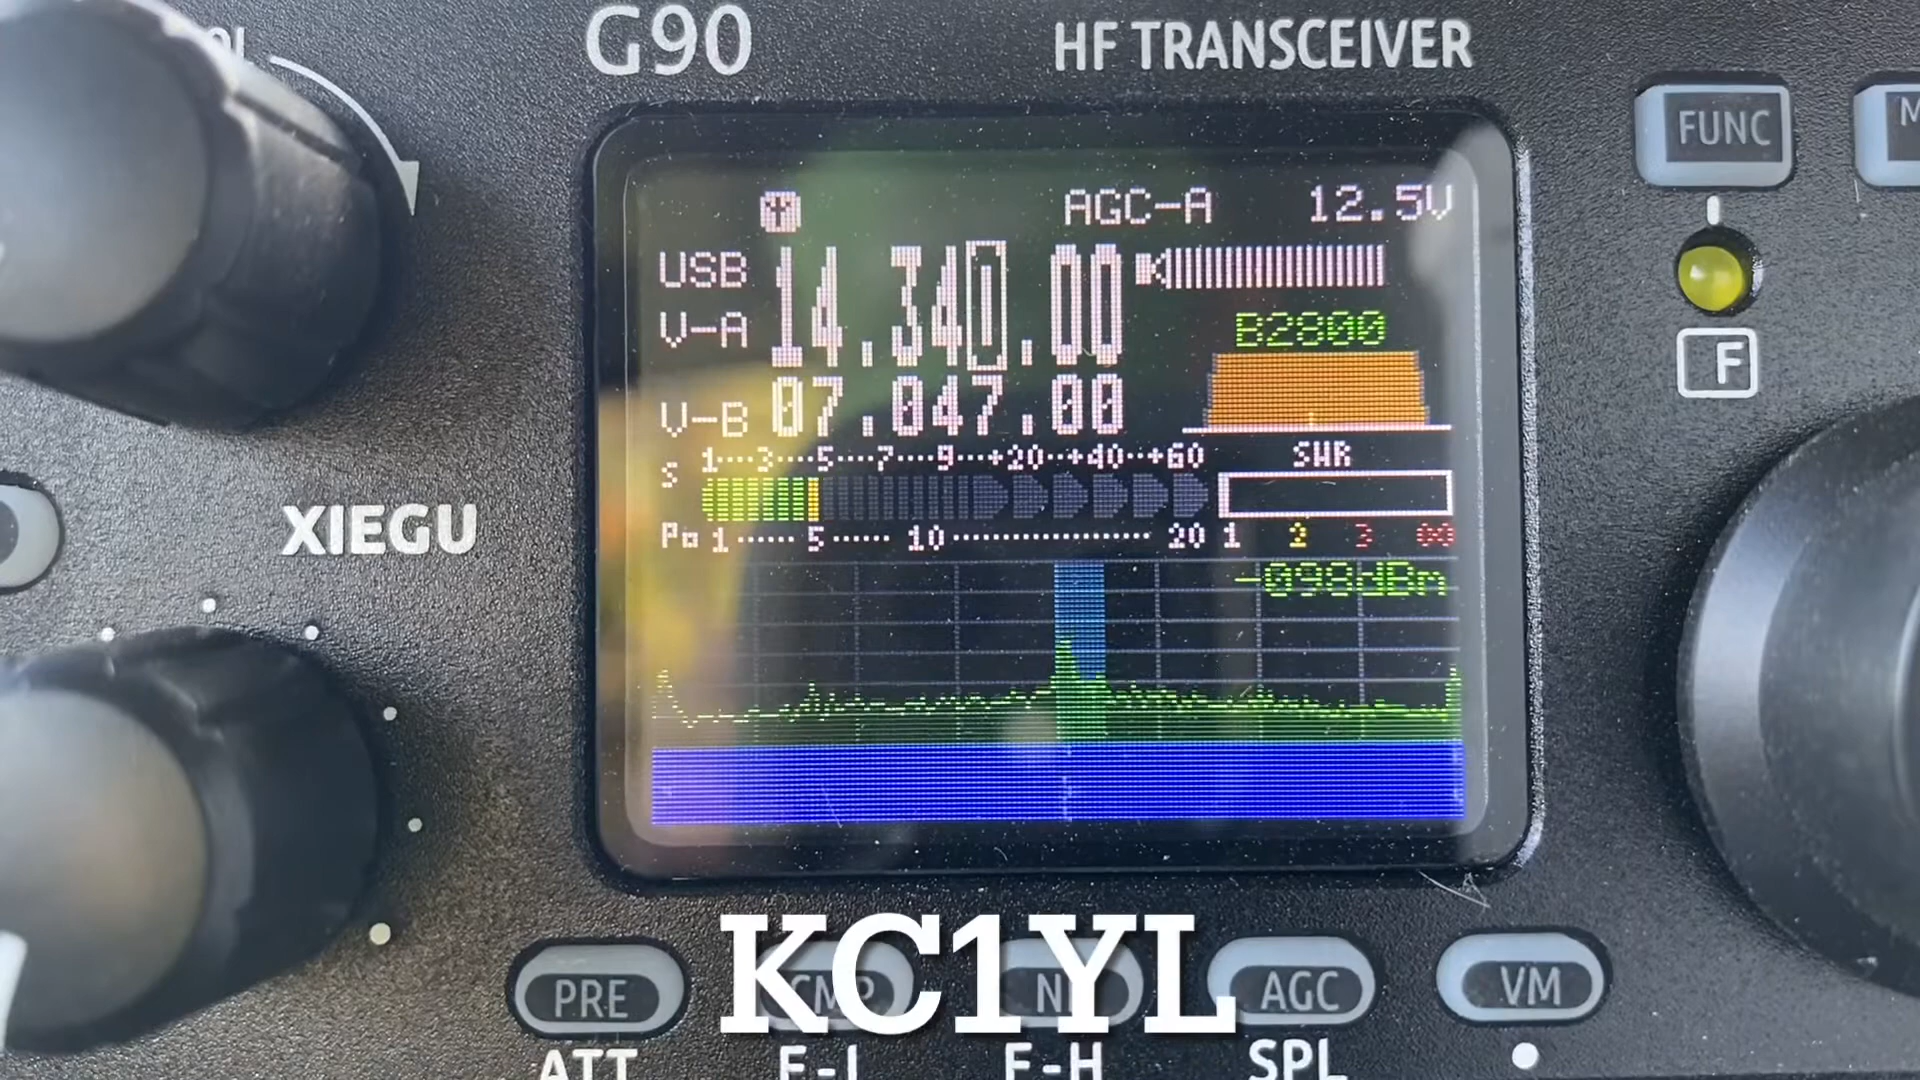 G90 HF TRANSCEIVER
FUNC
AGC-A 12.5V
USB 14.340.00
B2800
V-A
V-B 07.047.00
F
S 1····3····5····7····9···+20··+40··+60 SWR
Po 1······5······10····················20 1 2 3 ∞
XIEGU
-098dBm
KC1YL
PRE CMP AGC VM
ATT SPL